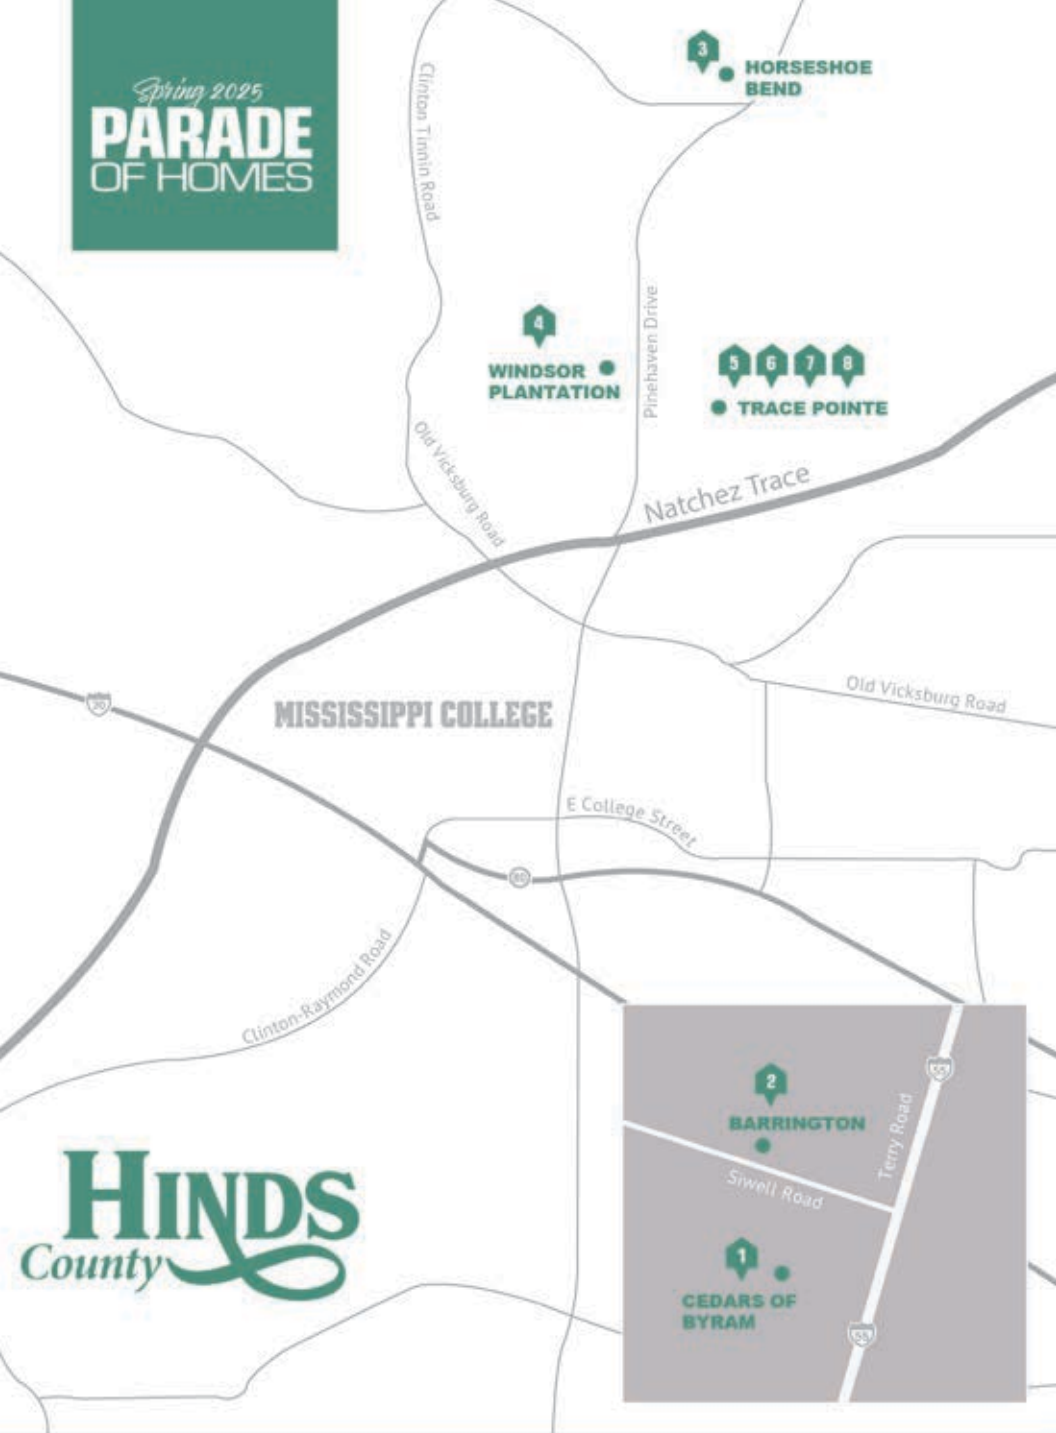 Spring 2025
PARADE
OF HOMES
Clinton Tinnin Road
3
HORSESHOE
BEND
4
WINDSOR
PLANTATION
Pinehaven Drive
5 6 7 8
TRACE POINTE
Old Vicksburg Road
Natchez Trace
20
MISSISSIPPI COLLEGE
Old Vicksburg Road
E College Street
80
Clinton-Raymond Road
HINDS
County
55
2
BARRINGTON
Terry Road
Siwell Road
1
CEDARS OF
BYRAM
55